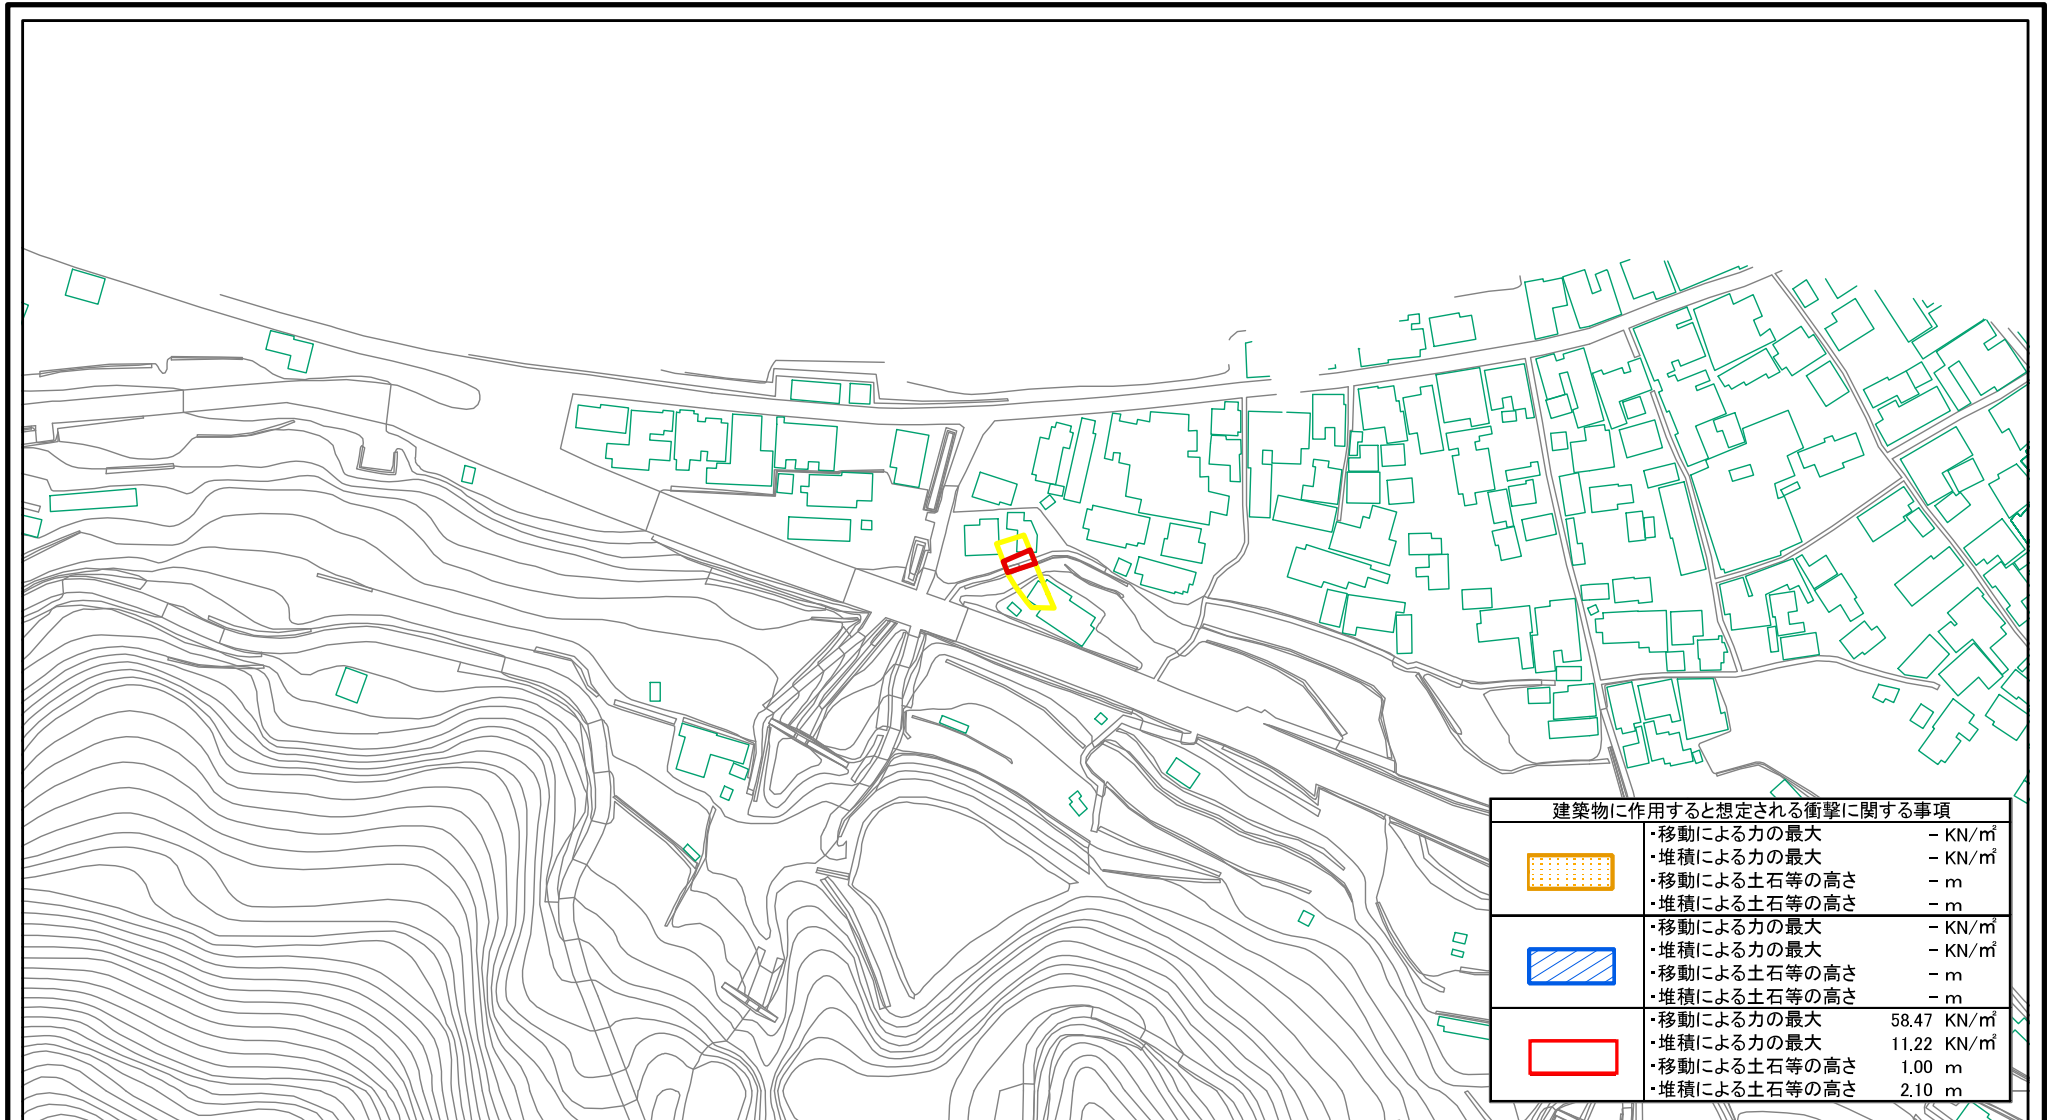 建築物に作用すると想定される衝撃に関する事項
・移動による力の最大 － KN/㎡
・堆積による力の最大 － KN/㎡
・移動による土石等の高さ － m
・堆積による土石等の高さ － m
・移動による力の最大 － KN/㎡
・堆積による力の最大 － KN/㎡
・移動による土石等の高さ － m
・堆積による土石等の高さ － m
・移動による力の最大 58.47 KN/㎡
・堆積による力の最大 11.22 KN/㎡
・移動による土石等の高さ 1.00 m
・堆積による土石等の高さ 2.10 m